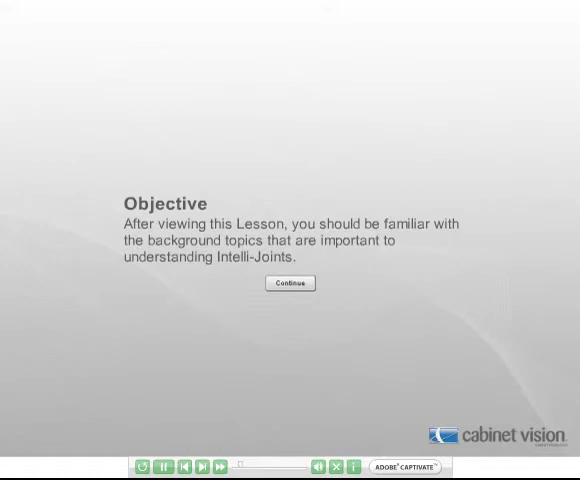 Objective
After viewing this Lesson, you should be familiar with
the background topics that are important to
understanding Intelli-Joints.
Continue
cabinet vision
ADOBE® CAPTIVATE™